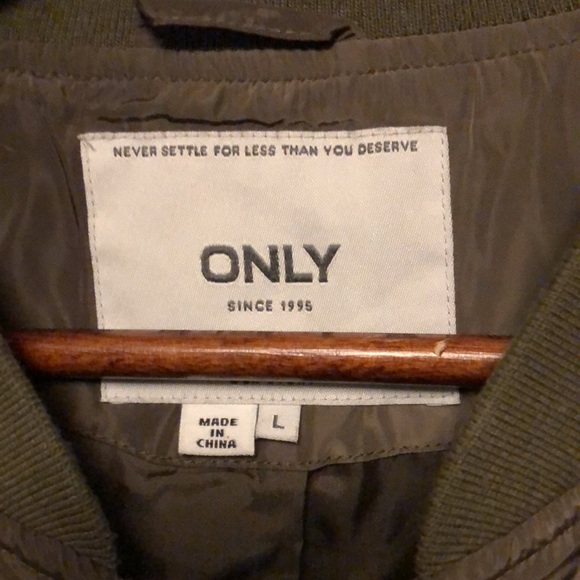 NEVER SETTLE FOR LESS THAN YOU DESERVE
ONLY
SINCE 1995
MADE
IN
CHINA
L